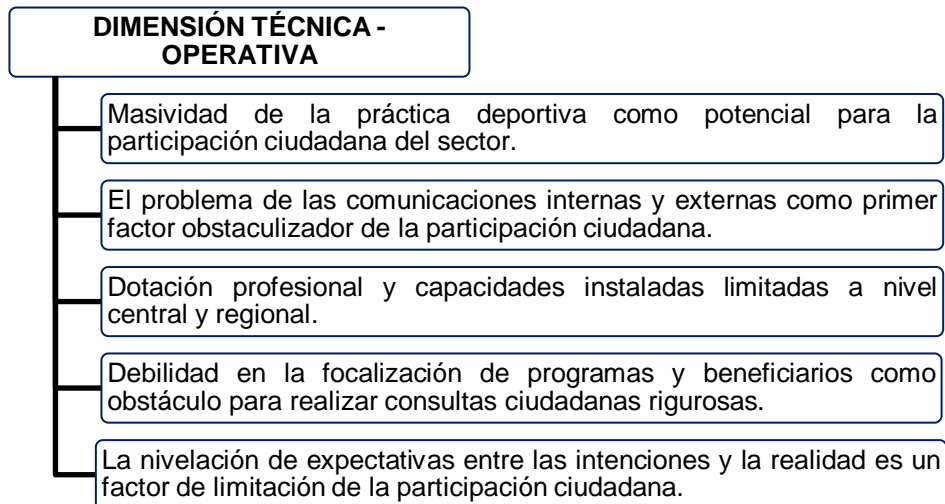 DIMENSIÓN TÉCNICA -
OPERATIVA
Masividad de la práctica deportiva como potencial para la
participación ciudadana del sector.
El problema de las comunicaciones internas y externas como primer
factor obstaculizador de la participación ciudadana.
Dotación profesional y capacidades instaladas limitadas a nivel
central y regional.
Debilidad en la focalización de programas y beneficiarios como
obstáculo para realizar consultas ciudadanas rigurosas.
La nivelación de expectativas entre las intenciones y la realidad es un
factor de limitación de la participación ciudadana.